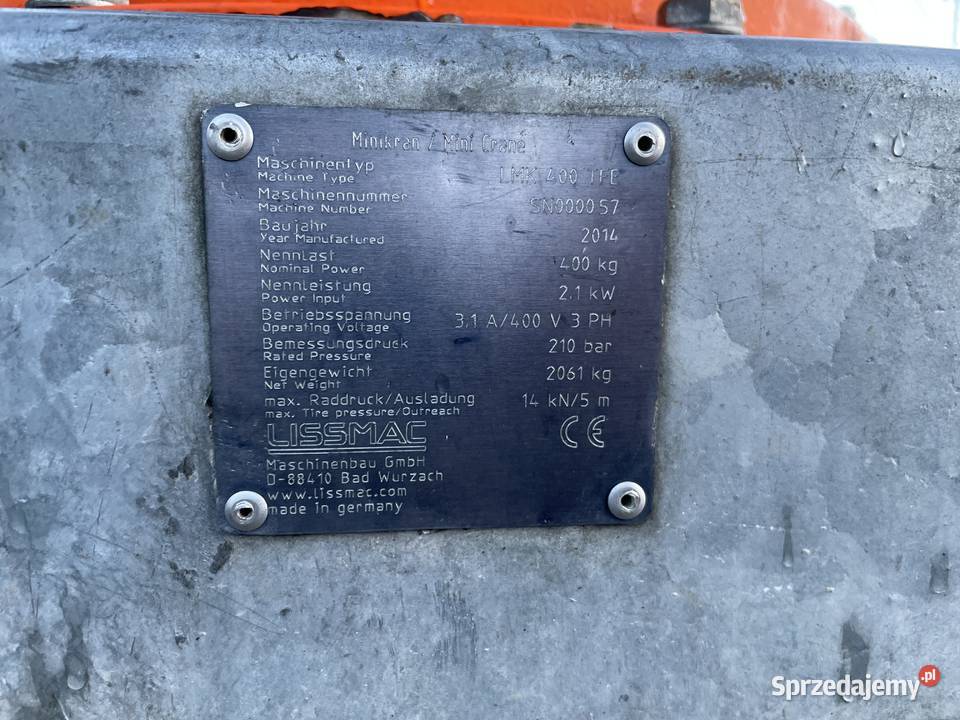 Minikran / Mini Crane
Maschinentyp
Machine Type LMK 400 TFE
Maschinennummer
Machine Number SN000057
Baujahr
Year Manufactured 2014
Nennlast
Nominal Power 400 kg
Nennleistung
Power Input 2.1 kW
Betriebsspannung
Operating Voltage 3.1 A/400 V 3 PH
Bemessungsdruck
Rated Pressure 210 bar
Eigengewicht
Net Weight 2061 kg
max. Raddruck/Ausladung
max. Tire pressure/Outreach 14 kN/5 m
LISSMAC CE
Maschinenbau GmbH
D-88410 Bad Wurzach
www.lissmac.com
made in germany
Sprzedajemy.pl